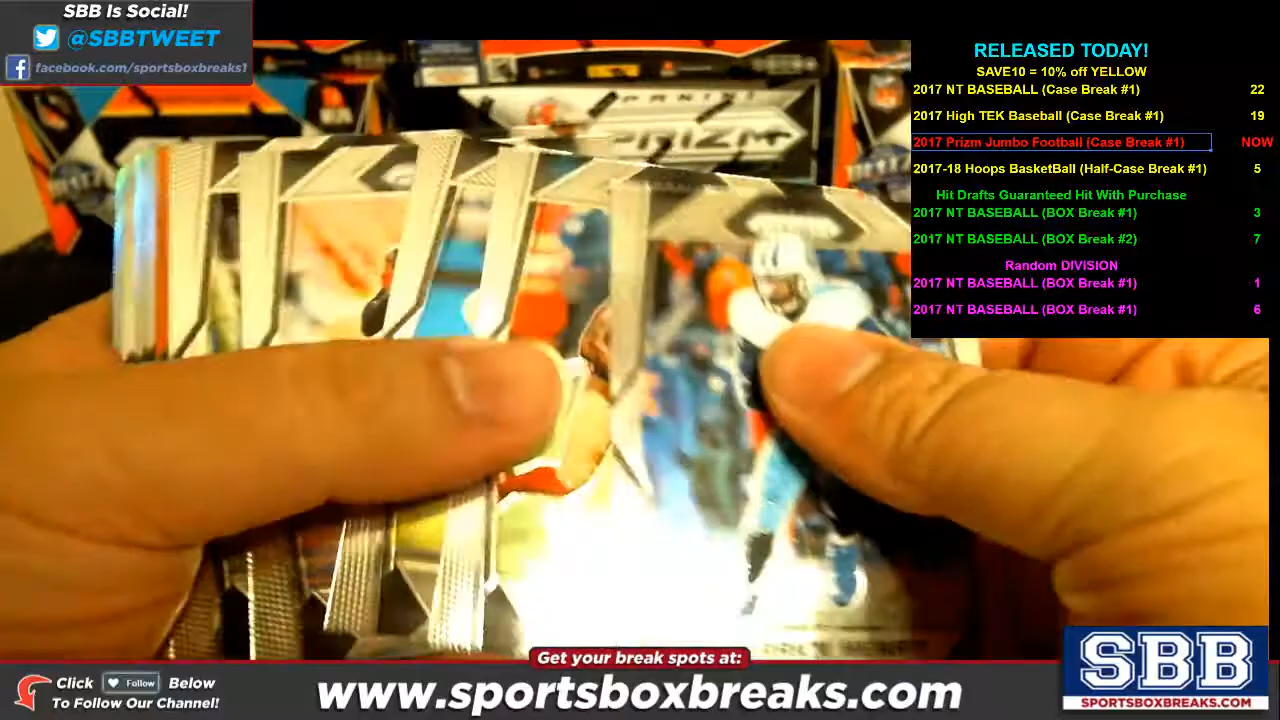 SBB Is Social!
@SBBTWEET
facebook.com/sportsboxbreaks1
PANINI
PRIZM
RELEASED TODAY!
SAVE10 = 10% off YELLOW
2017 NT BASEBALL (Case Break #1) 22
2017 High TEK Baseball (Case Break #1) 19
2017 Prizm Jumbo Football (Case Break #1) NOW
2017-18 Hoops BasketBall (Half-Case Break #1) 5
Hit Drafts Guaranteed Hit With Purchase
2017 NT BASEBALL (BOX Break #1) 3
2017 NT BASEBALL (BOX Break #2) 7
Random DIVISION
2017 NT BASEBALL (BOX Break #1) 1
2017 NT BASEBALL (BOX Break #1) 6
Get your break spots at:
Click Follow Below
To Follow Our Channel!
www.sportsboxbreaks.com
SBB
SPORTSBOXBREAKS.COM